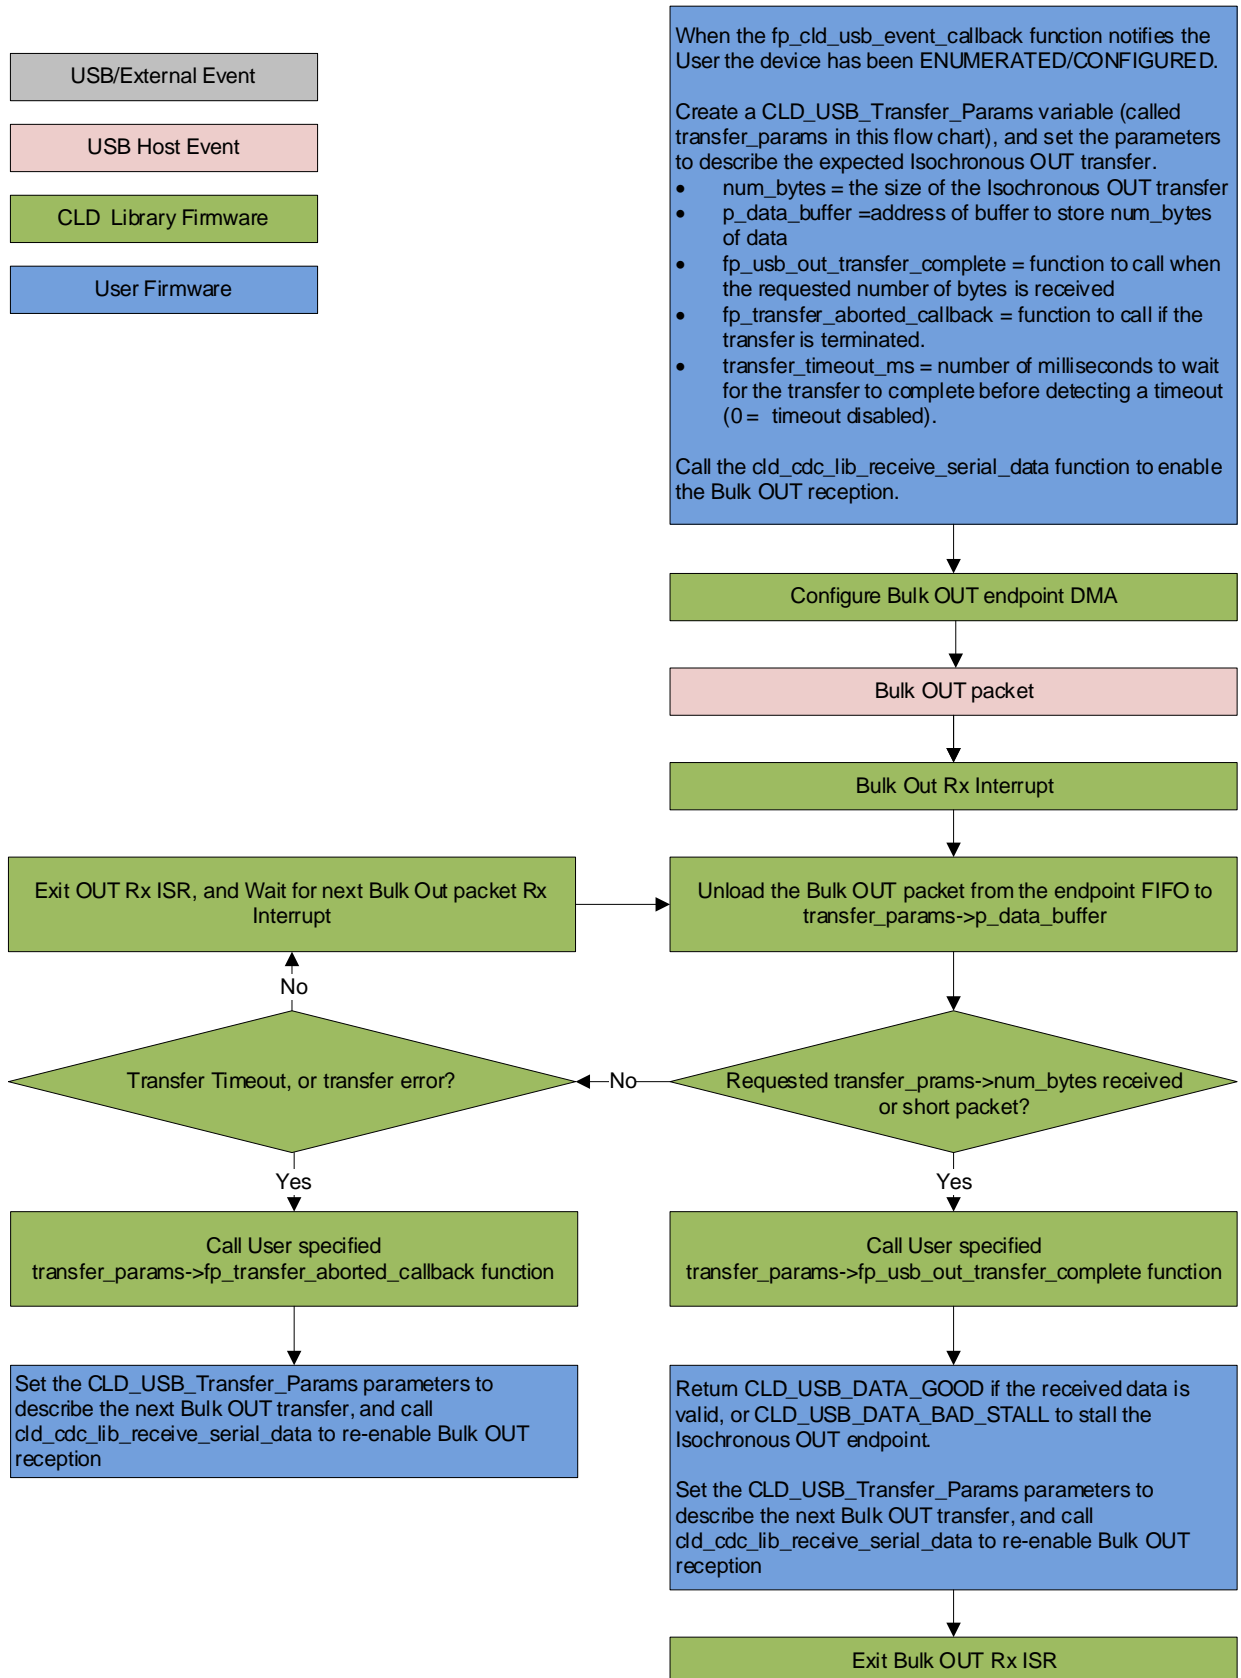 USB/External Event
USB Host Event
CLD  Library Firmware
User Firmware
When the fp_cld_usb_event_callback function notifies the
User the device has been ENUMERATED/CONFIGURED.
Create a CLD_USB_Transfer_Params variable (called
transfer_params in this flow chart), and set the parameters
to describe the expected Isochronous OUT transfer.
• num_bytes = the size of the Isochronous OUT transfer
• p_data_buffer =address of buffer to store num_bytes
of data
• fp_usb_out_transfer_complete = function to call when
the requested number of bytes is received
• fp_transfer_aborted_callback = function to call if the
transfer is terminated.
• transfer_timeout_ms = number of milliseconds to wait
for the transfer to complete before detecting a timeout
(0 =  timeout disabled).
Call the cld_cdc_lib_receive_serial_data function to enable
the Bulk OUT reception.
Configure Bulk OUT endpoint DMA
Bulk OUT packet
Bulk Out Rx Interrupt
Exit OUT Rx ISR, and Wait for next Bulk Out packet Rx
Interrupt
Unload the Bulk OUT packet from the endpoint FIFO to
transfer_params->p_data_buffer
No
Transfer Timeout, or transfer error?
No
Requested transfer_prams->num_bytes received
or short packet?
Yes
Yes
Call User specified
transfer_params->fp_transfer_aborted_callback function
Call User specified
transfer_params->fp_usb_out_transfer_complete function
Set the CLD_USB_Transfer_Params parameters to
describe the next Bulk OUT transfer, and call
cld_cdc_lib_receive_serial_data to re-enable Bulk OUT
reception
Return CLD_USB_DATA_GOOD if the received data is
valid, or CLD_USB_DATA_BAD_STALL to stall the
Isochronous OUT endpoint.
Set the CLD_USB_Transfer_Params parameters to
describe the next Bulk OUT transfer, and call
cld_cdc_lib_receive_serial_data to re-enable Bulk OUT
reception
Exit Bulk OUT Rx ISR